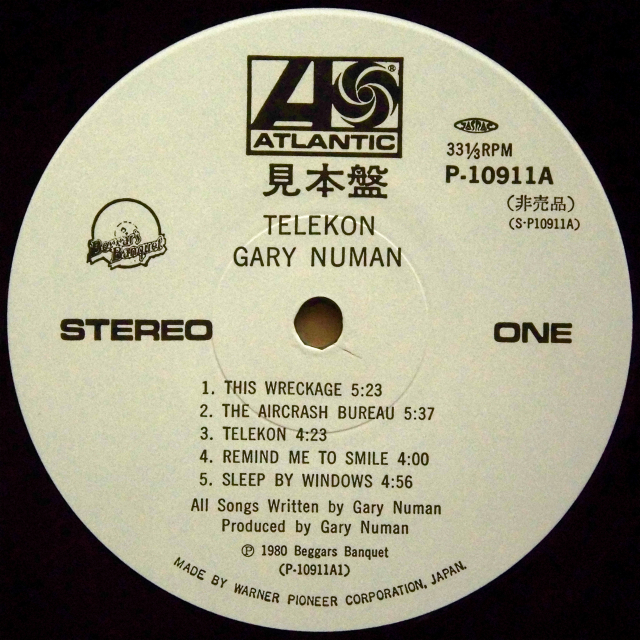 ATLANTIC
®
見本盤
JASRAC
33⅓RPM
P-10911A
(非売品)
(S-P10911A)
TELEKON
GARY NUMAN
Beggars Banquet
STEREO
ONE
1. THIS WRECKAGE 5:23
2. THE AIRCRASH BUREAU 5:37
3. TELEKON 4:23
4. REMIND ME TO SMILE 4:00
5. SLEEP BY WINDOWS 4:56
All Songs Written by Gary Numan
Produced by Gary Numan
Ⓟ 1980 Beggars Banquet
(P-10911A1)
MADE BY WARNER PIONEER CORPORATION, JAPAN.